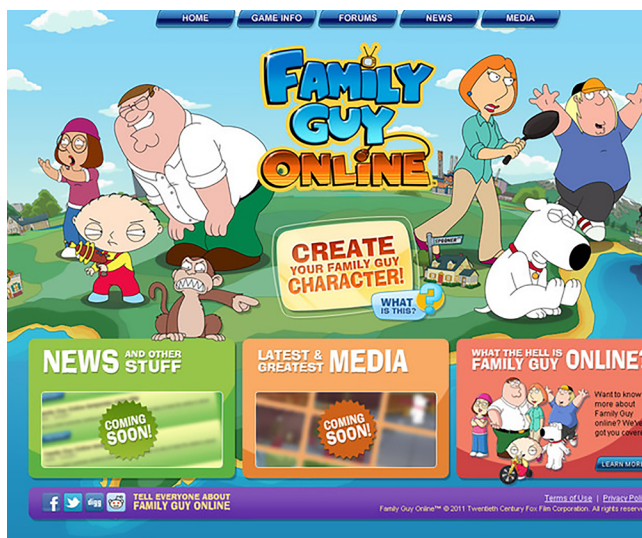 HOME GAME INFO FORUMS NEWS MEDIA
FAMILY
GUY
ONLINE
SPOONER
CREATE
YOUR FAMILY GUY
CHARACTER!
WHAT
IS THIS?
NEWS AND OTHER
STUFF
COMING
SOON!
LATEST &
GREATEST MEDIA
COMING
SOON!
WHAT THE HELL IS
FAMILY GUY ONLINE?
Want to know
more about
Family Guy
online? We've
got you covere
LEARN MORE
digg
TELL EVERYONE ABOUT
FAMILY GUY ONLINE
Terms of Use | Privacy Poli
Family Guy Online™ © 2011 Twentieth Century Fox Film Corporation. All rights reserve